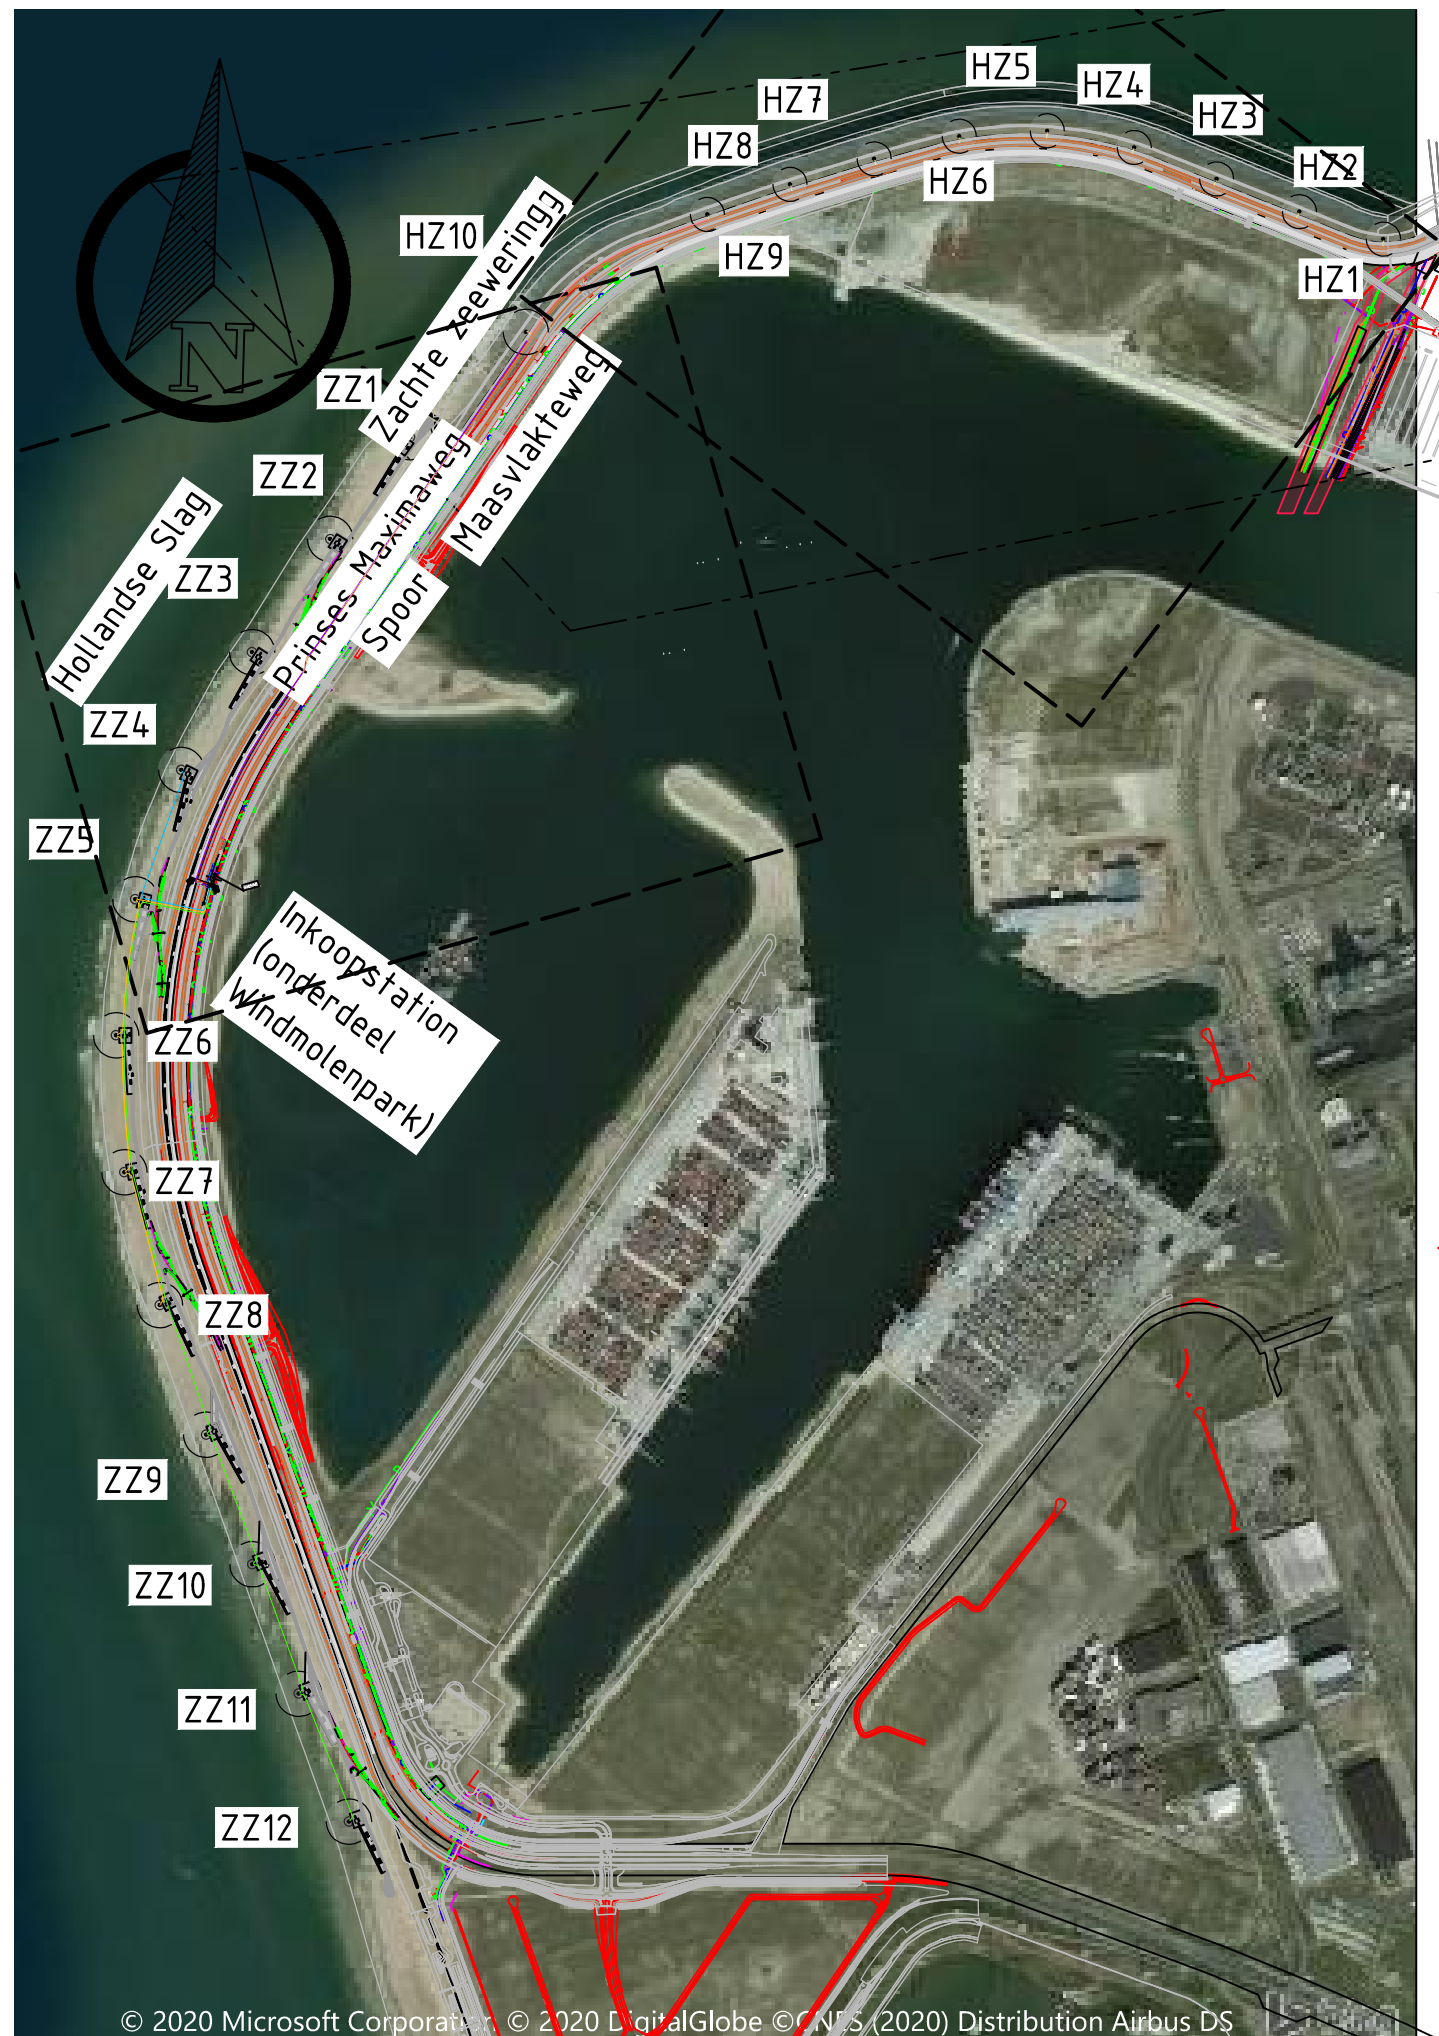 HZ5
HZ4
HZ7
HZ3
HZ8
HZ2
HZ6
HZ10
HZ9
HZ1
Zachte zeeweringg
ZZ1
Maasvlakteweg
ZZ2
Prinses Maximaweg
Hollandse Slag
ZZ3
Spoor
ZZ4
ZZ5
Inkoopstation
(onderdeel
Windmolenpark)
ZZ6
ZZ7
ZZ8
ZZ9
ZZ10
ZZ11
ZZ12
N
© 2020 Microsoft Corporation © 2020 DigitalGlobe ©CNES (2020) Distribution Airbus DS